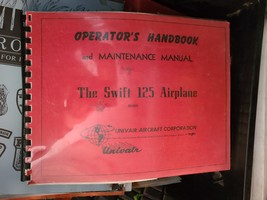 OPERATOR'S HANDBOOK
and MAINTENANCE MANUAL
The Swift 125 Airplane
UNIVAIR AIRCRAFT CORPORATION
Univair